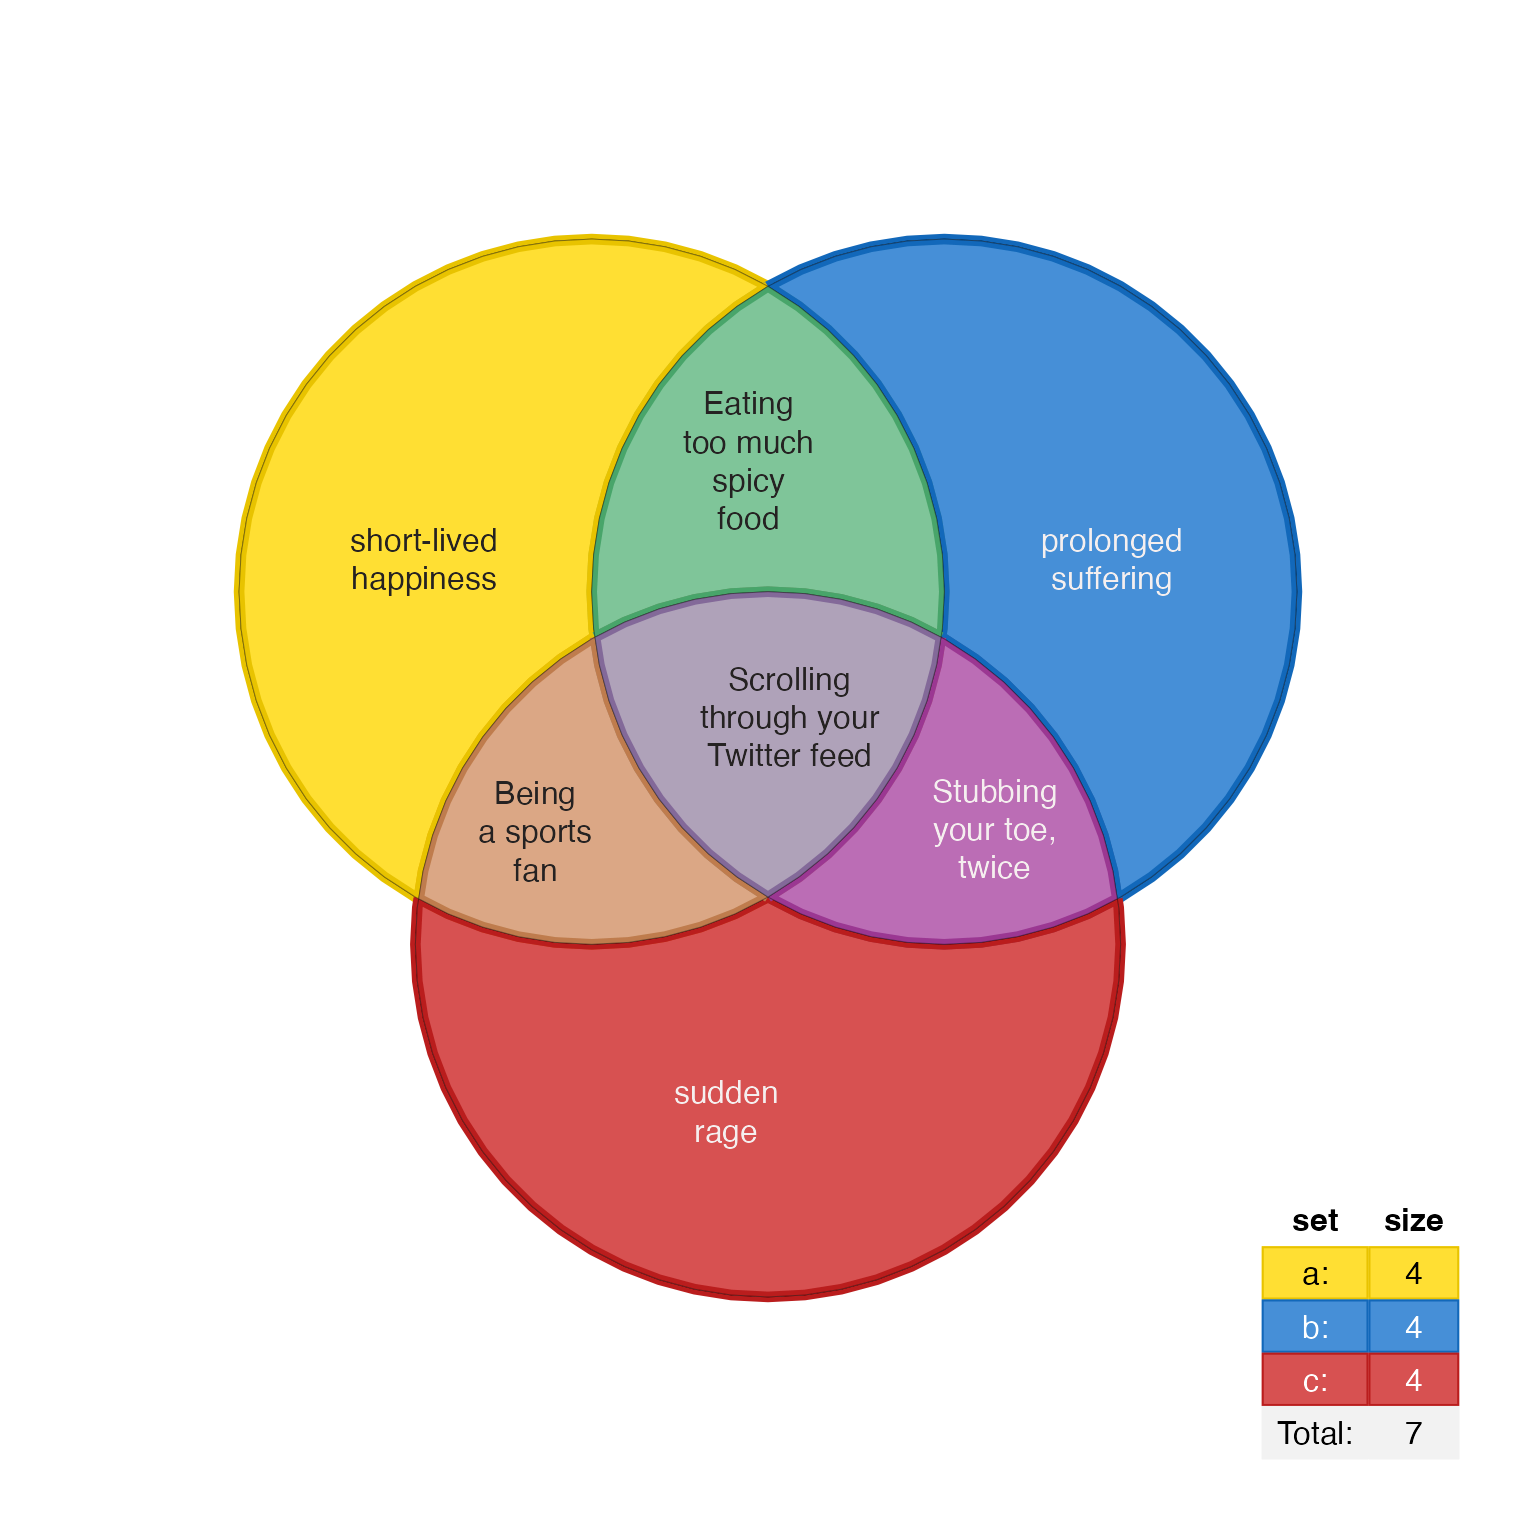 Eating
too much
spicy
food
short-lived
happiness
prolonged
suffering
Scrolling
through your
Twitter feed
Being
a sports
fan
Stubbing
your toe,
twice
sudden
rage
set size
a: 4
b: 4
c: 4
Total: 7